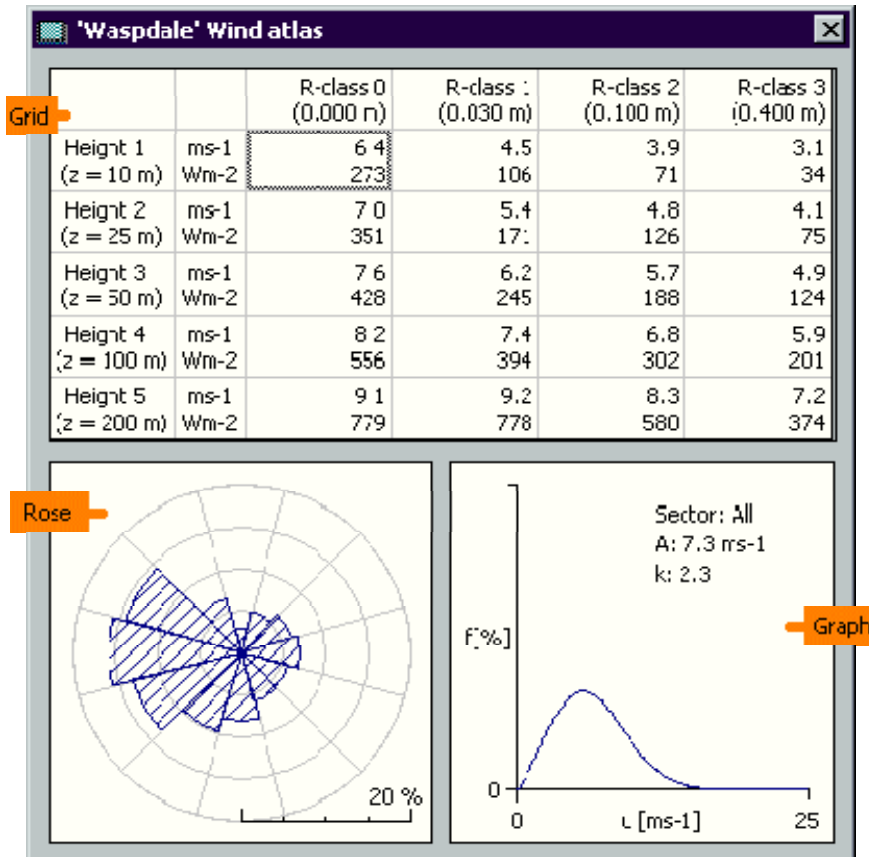 'Waspdale' Wind atlas
R-class 0 R-class 1 R-class 2 R-class 3
(0.000 m) (0.030 m) (0.100 m) (0.400 m)
Grid
Height 1 ms-1 6.4 4.5 3.9 3.1
(z = 10 m) Wm-2 273 106 71 34
Height 2 ms-1 7.0 5.4 4.8 4.1
(z = 25 m) Wm-2 351 171 126 75
Height 3 ms-1 7.6 6.2 5.7 4.9
(z = 50 m) Wm-2 428 245 188 124
Height 4 ms-1 8.2 7.4 6.8 5.9
(z = 100 m) Wm-2 556 394 302 201
Height 5 ms-1 9.1 9.2 8.3 7.2
(z = 200 m) Wm-2 779 778 580 374
Rose
20 %
Sector: All
A: 7.3 ms-1
k: 2.3
Graph
f[%]
0
0 u [ms-1] 25